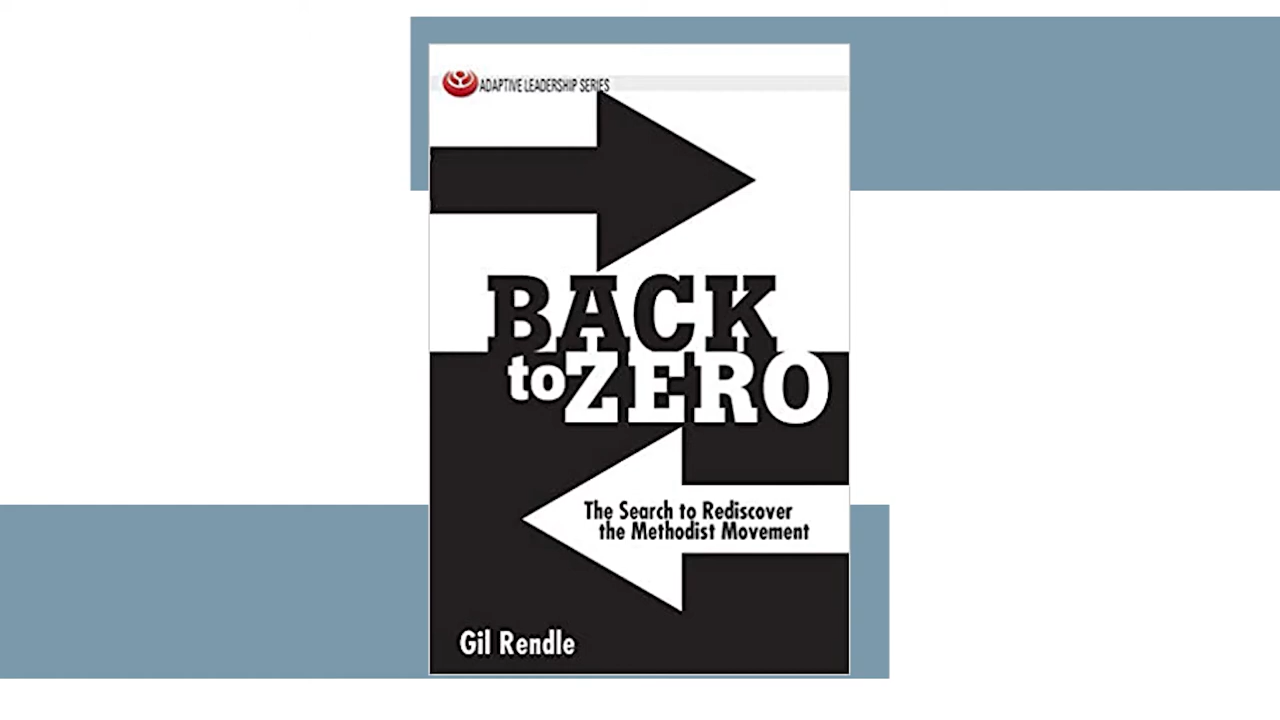 ADAPTIVE LEADERSHIP SERIES
BACK
to ZERO
The Search to Rediscover
the Methodist Movement
Gil Rendle